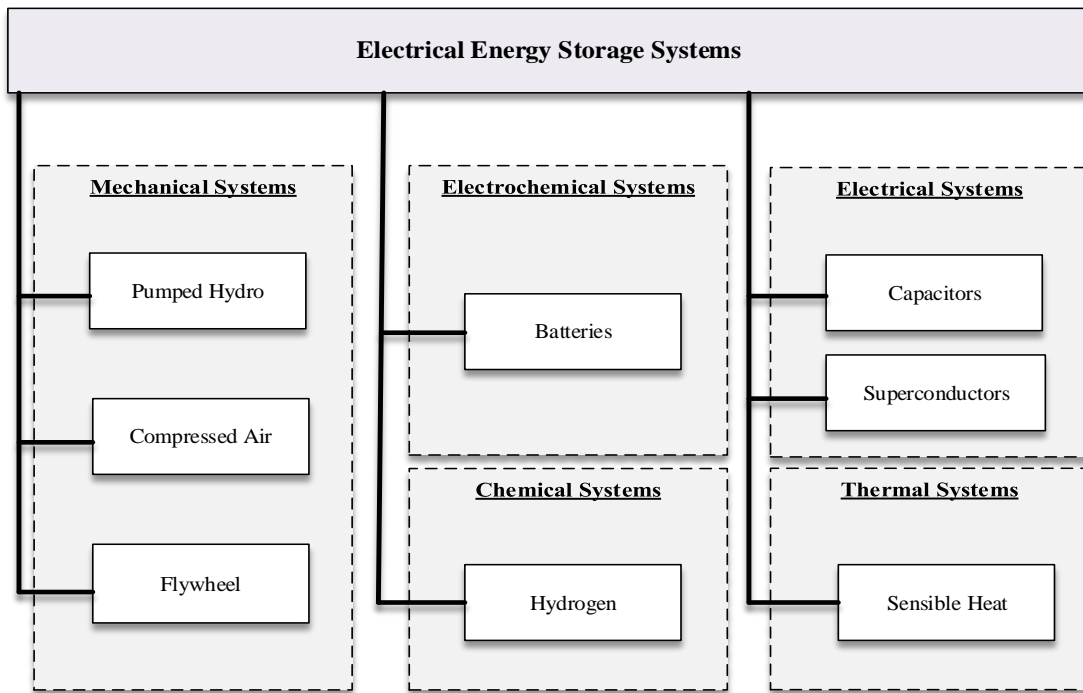 Electrical Energy Storage Systems
Mechanical Systems
Pumped Hydro
Compressed Air
Flywheel
Electrochemical Systems
Batteries
Chemical Systems
Hydrogen
Electrical Systems
Capacitors
Superconductors
Thermal Systems
Sensible Heat